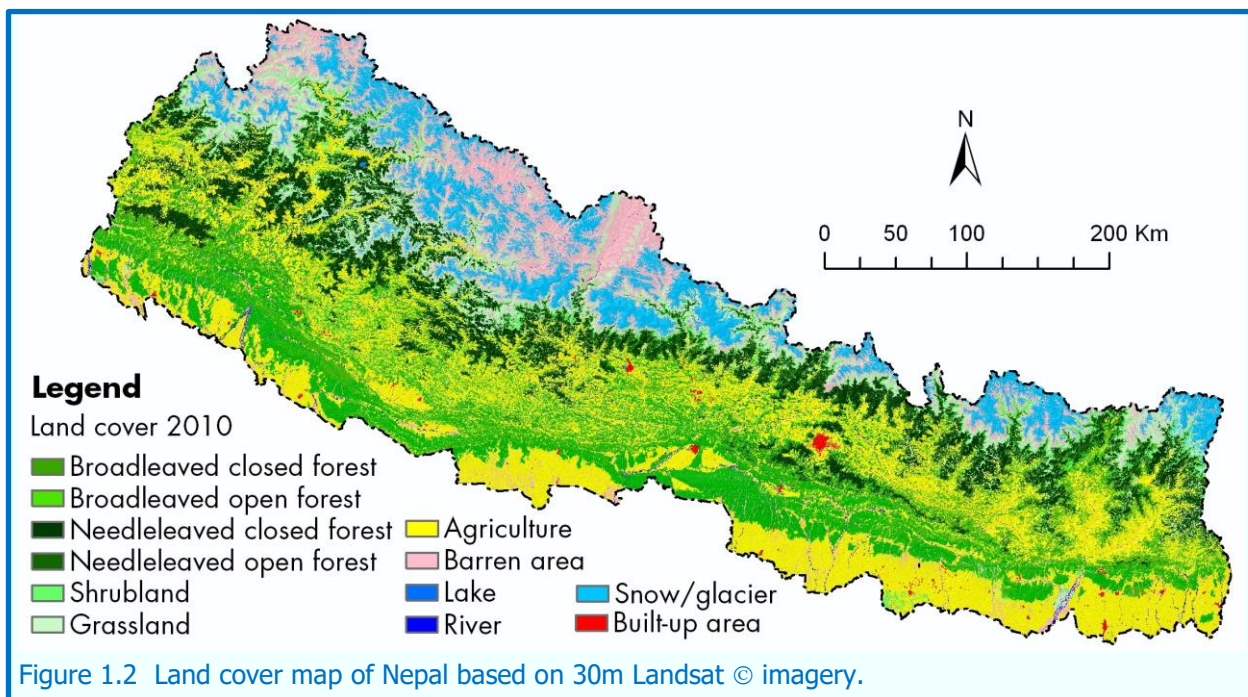 N
0 50 100 200 Km
Legend
Land cover 2010
Broadleaved closed forest
Broadleaved open forest
Needleleaved closed forest
Needleleaved open forest
Shrubland
Grassland
Agriculture
Barren area
Lake
River
Snow/glacier
Built-up area
Figure 1.2 Land cover map of Nepal based on 30m Landsat © imagery.